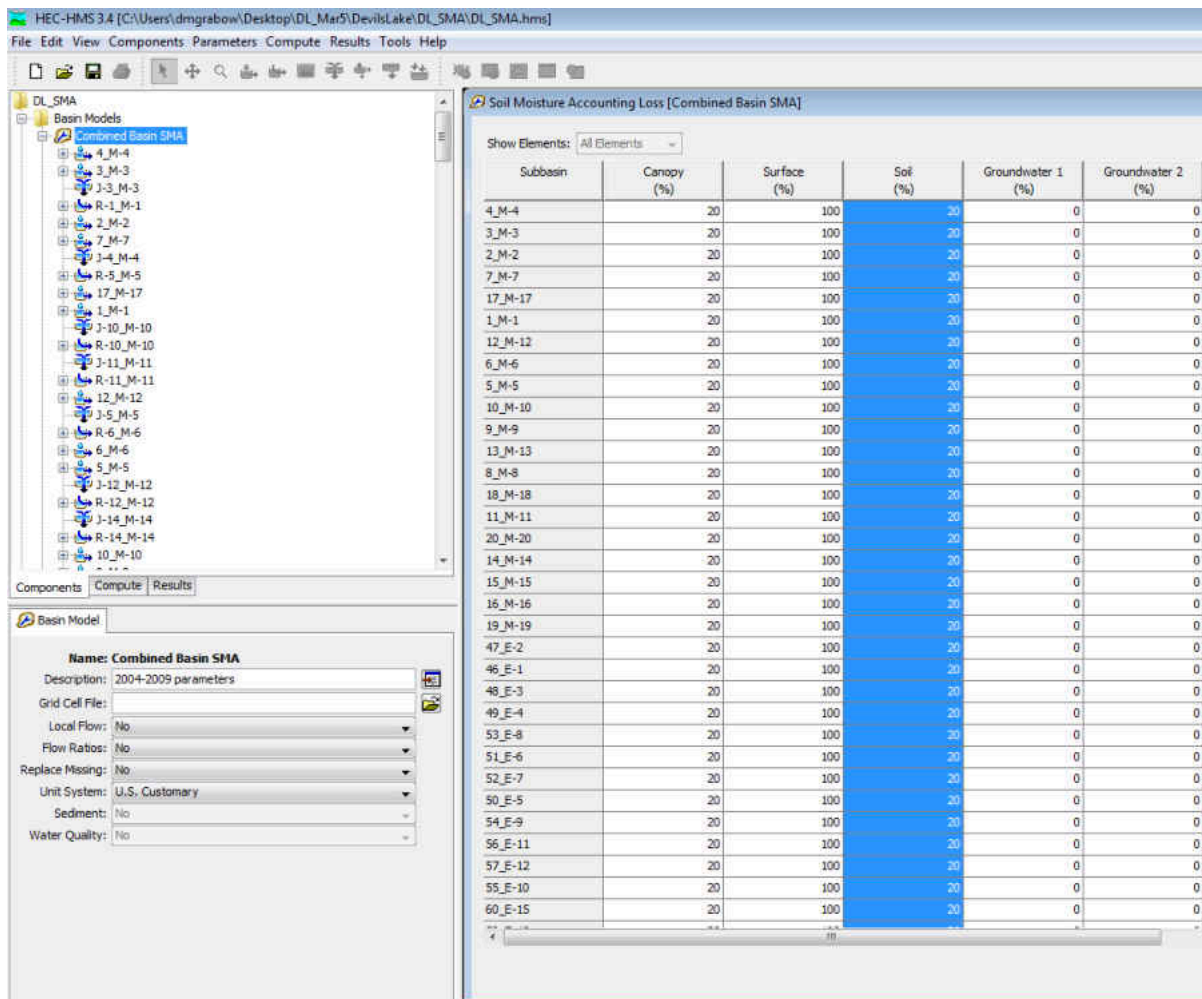 HEC-HMS 3.4 [C:\Users\dmgrabow\Desktop\DL_Mar5\DevilsLake\DL_SMA\DL_SMA.hms]
File Edit View Components Parameters Compute Results Tools Help
DL_SMA
Basin Models
Combined Basin SMA
4_M-4
3_M-3
J-3_M-3
R-1_M-1
2_M-2
7_M-7
J-4_M-4
R-5_M-5
17_M-17
1_M-1
J-10_M-10
R-10_M-10
J-11_M-11
R-11_M-11
12_M-12
J-5_M-5
R-6_M-6
6_M-6
5_M-5
J-12_M-12
R-12_M-12
J-14_M-14
R-14_M-14
10_M-10
Components Compute Results
Basin Model
Name: Combined Basin SMA
Description: 2004-2009 parameters
Grid Cell File:
Local Flow: No
Flow Ratios: No
Replace Missing: No
Unit System: U.S. Customary
Sediment: No
Water Quality: No
Soil Moisture Accounting Loss [Combined Basin SMA]
Show Elements: All Elements
Subbasin Canopy (%) Surface (%) Soil (%) Groundwater 1 (%) Groundwater 2 (%)
4_M-4 20 100 20 0 0
3_M-3 20 100 20 0 0
2_M-2 20 100 20 0 0
7_M-7 20 100 20 0 0
17_M-17 20 100 20 0 0
1_M-1 20 100 20 0 0
12_M-12 20 100 20 0 0
6_M-6 20 100 20 0 0
5_M-5 20 100 20 0 0
10_M-10 20 100 20 0 0
9_M-9 20 100 20 0 0
13_M-13 20 100 20 0 0
8_M-8 20 100 20 0 0
18_M-18 20 100 20 0 0
11_M-11 20 100 20 0 0
20_M-20 20 100 20 0 0
14_M-14 20 100 20 0 0
15_M-15 20 100 20 0 0
16_M-16 20 100 20 0 0
19_M-19 20 100 20 0 0
47_E-2 20 100 20 0 0
46_E-1 20 100 20 0 0
48_E-3 20 100 20 0 0
49_E-4 20 100 20 0 0
53_E-8 20 100 20 0 0
51_E-6 20 100 20 0 0
52_E-7 20 100 20 0 0
50_E-5 20 100 20 0 0
54_E-9 20 100 20 0 0
56_E-11 20 100 20 0 0
57_E-12 20 100 20 0 0
55_E-10 20 100 20 0 0
60_E-15 20 100 20 0 0